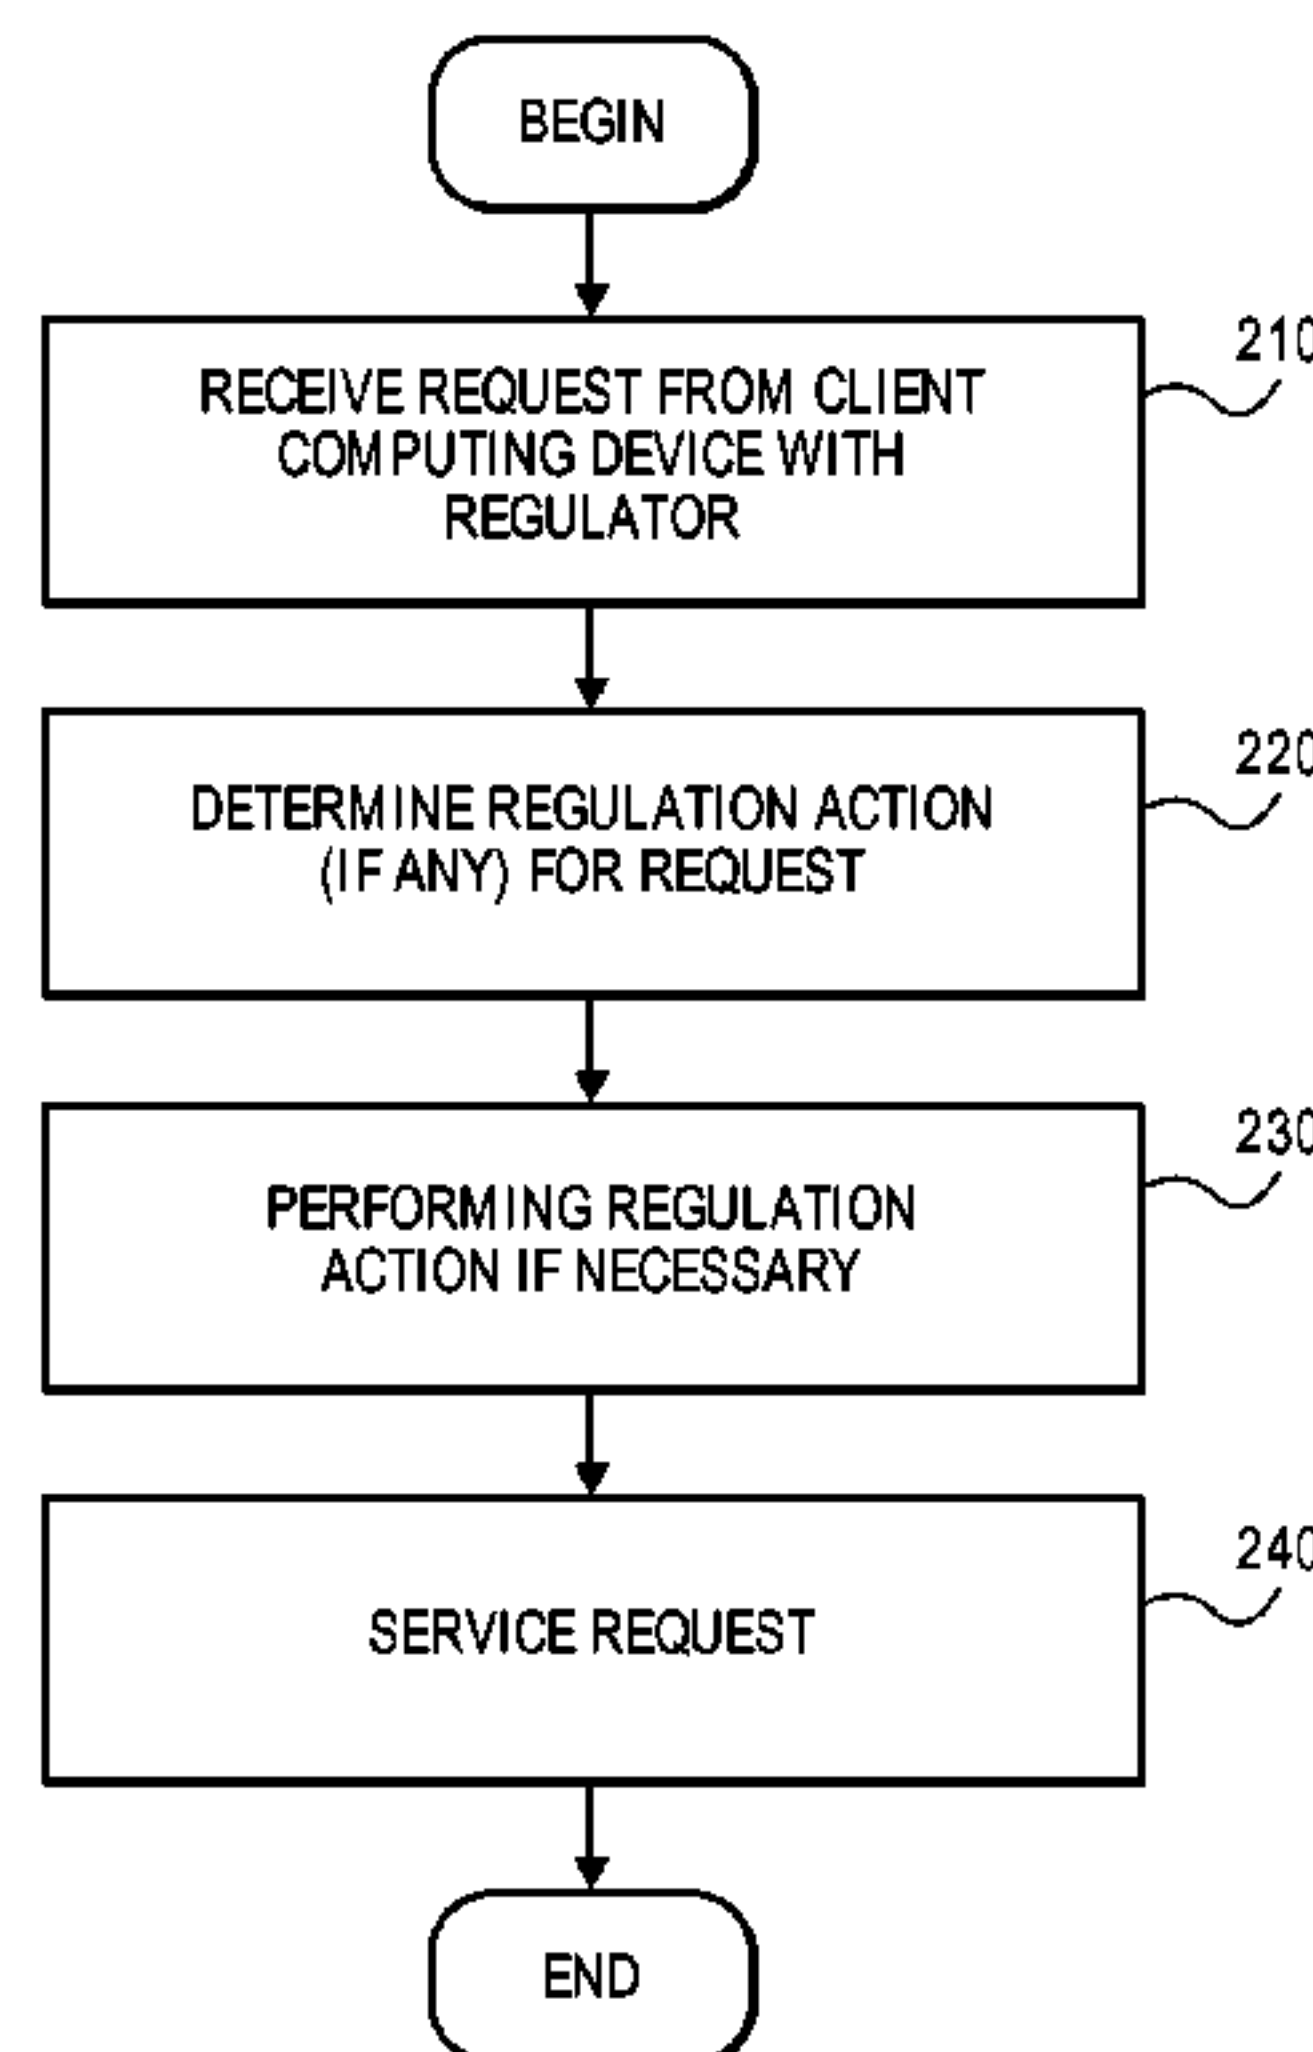 BEGIN
210
RECEIVE REQUEST FROM CLIENT
COMPUTING DEVICE WITH
REGULATOR
220
DETERMINE REGULATION ACTION
(IF ANY) FOR REQUEST
230
PERFORMING REGULATION
ACTION IF NECESSARY
240
SERVICE REQUEST
END